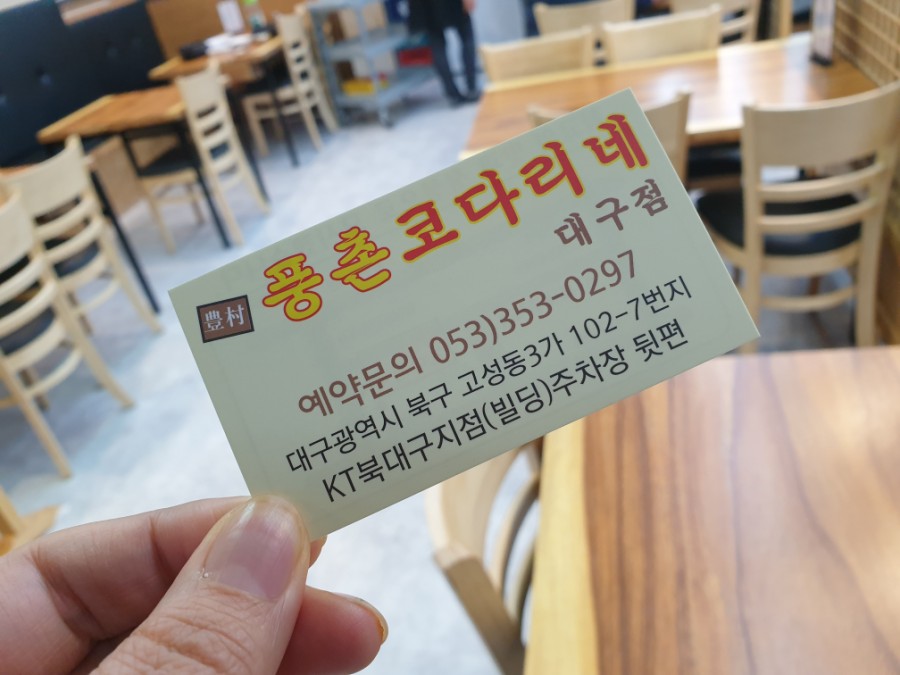 豊村 풍촌코다리네
대구점
예약문의 053)353-0297
대구광역시 북구 고성동3가 102-7번지
KT북대구지점(빌딩)주차장 뒷편